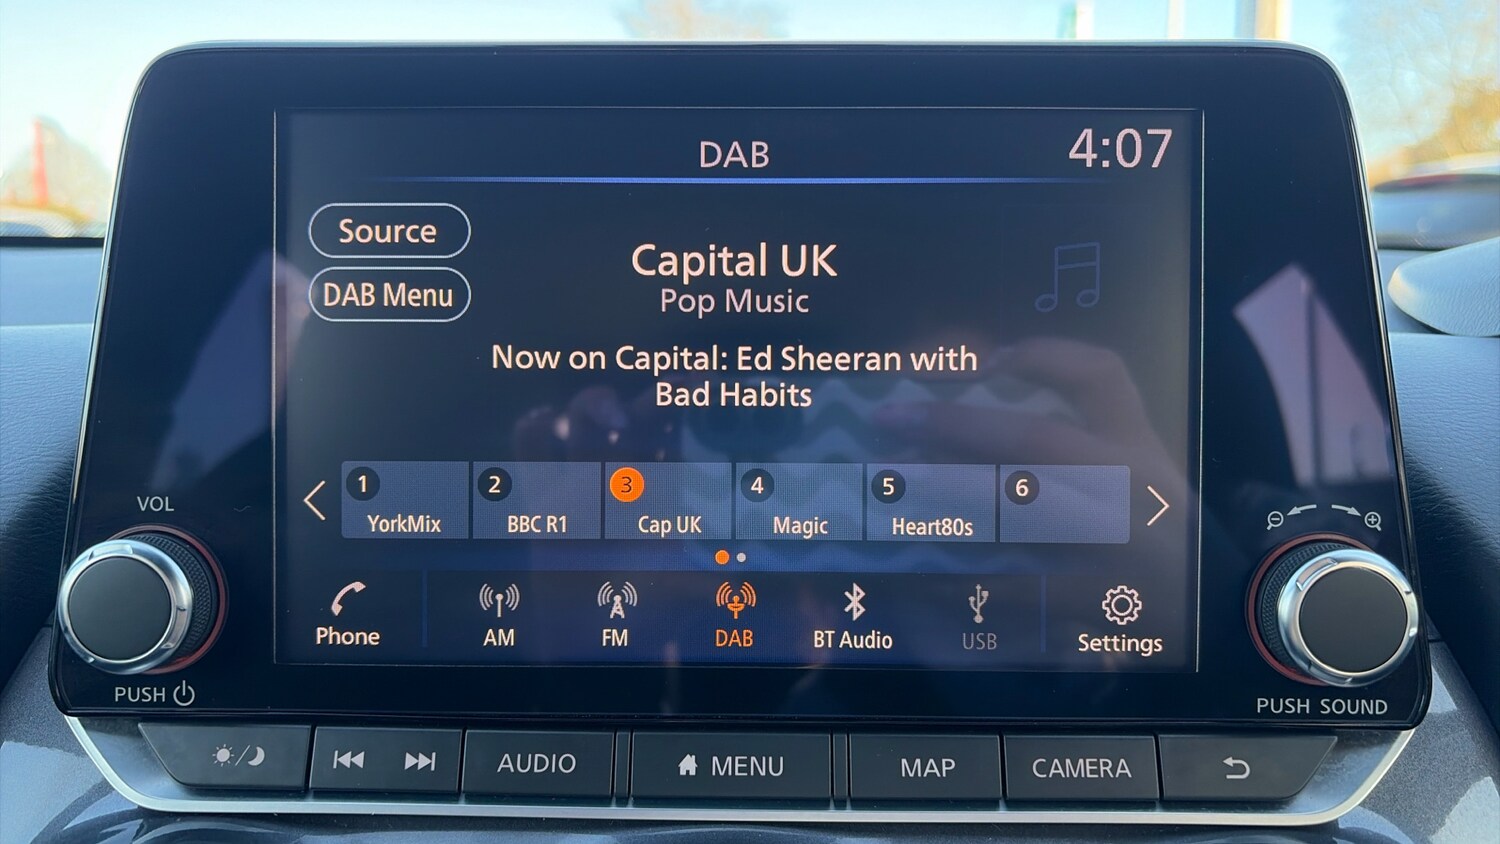 DAB
4:07
Source
DAB Menu
Capital UK
Pop Music
Now on Capital: Ed Sheeran with
Bad Habits
1
YorkMix
2
BBC R1
3
Cap UK
4
Magic
5
Heart80s
6
Phone
AM
FM
DAB
BT Audio
USB
Settings
VOL
PUSH
PUSH SOUND
AUDIO
MENU
MAP
CAMERA